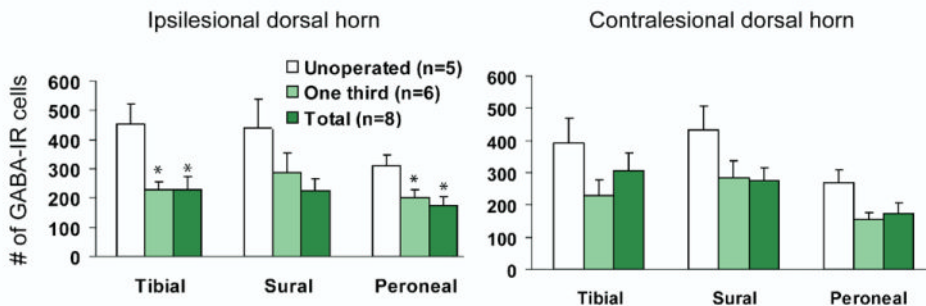 Ipsilesional dorsal horn
Contralesional dorsal horn
# of GABA-IR cells
600
500
400
300
200
100
0
Unoperated (n=5)
One third (n=6)
Total (n=8)
* *
* *
Tibial Sural Peroneal
600
500
400
300
200
100
0
Tibial Sural Peroneal